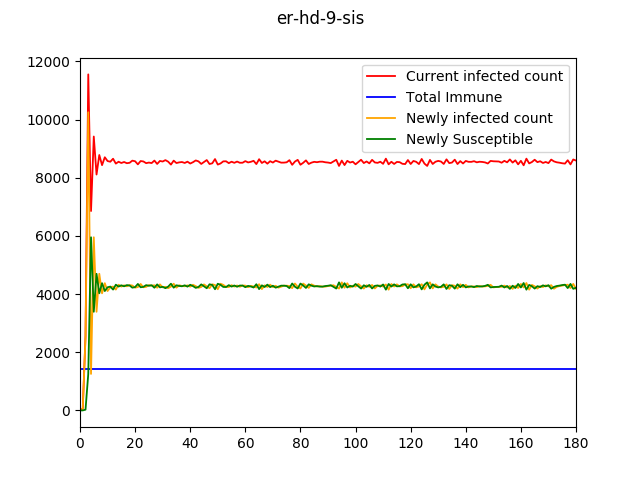 er-hd-9-sis
12000
10000
8000
6000
4000
2000
0
Current infected count
Total Immune
Newly infected count
Newly Susceptible
0 20 40 60 80 100 120 140 160 180